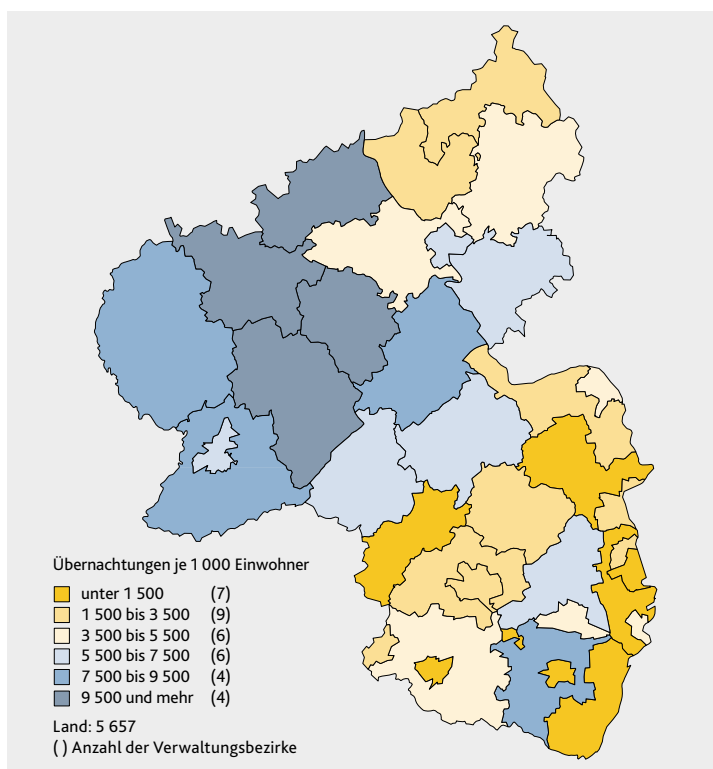 Übernachtungen je 1 000 Einwohner
unter 1 500 (7)
1 500 bis 3 500 (9)
3 500 bis 5 500 (6)
5 500 bis 7 500 (6)
7 500 bis 9 500 (4)
9 500 und mehr (4)
Land: 5 657
( ) Anzahl der Verwaltungsbezirke